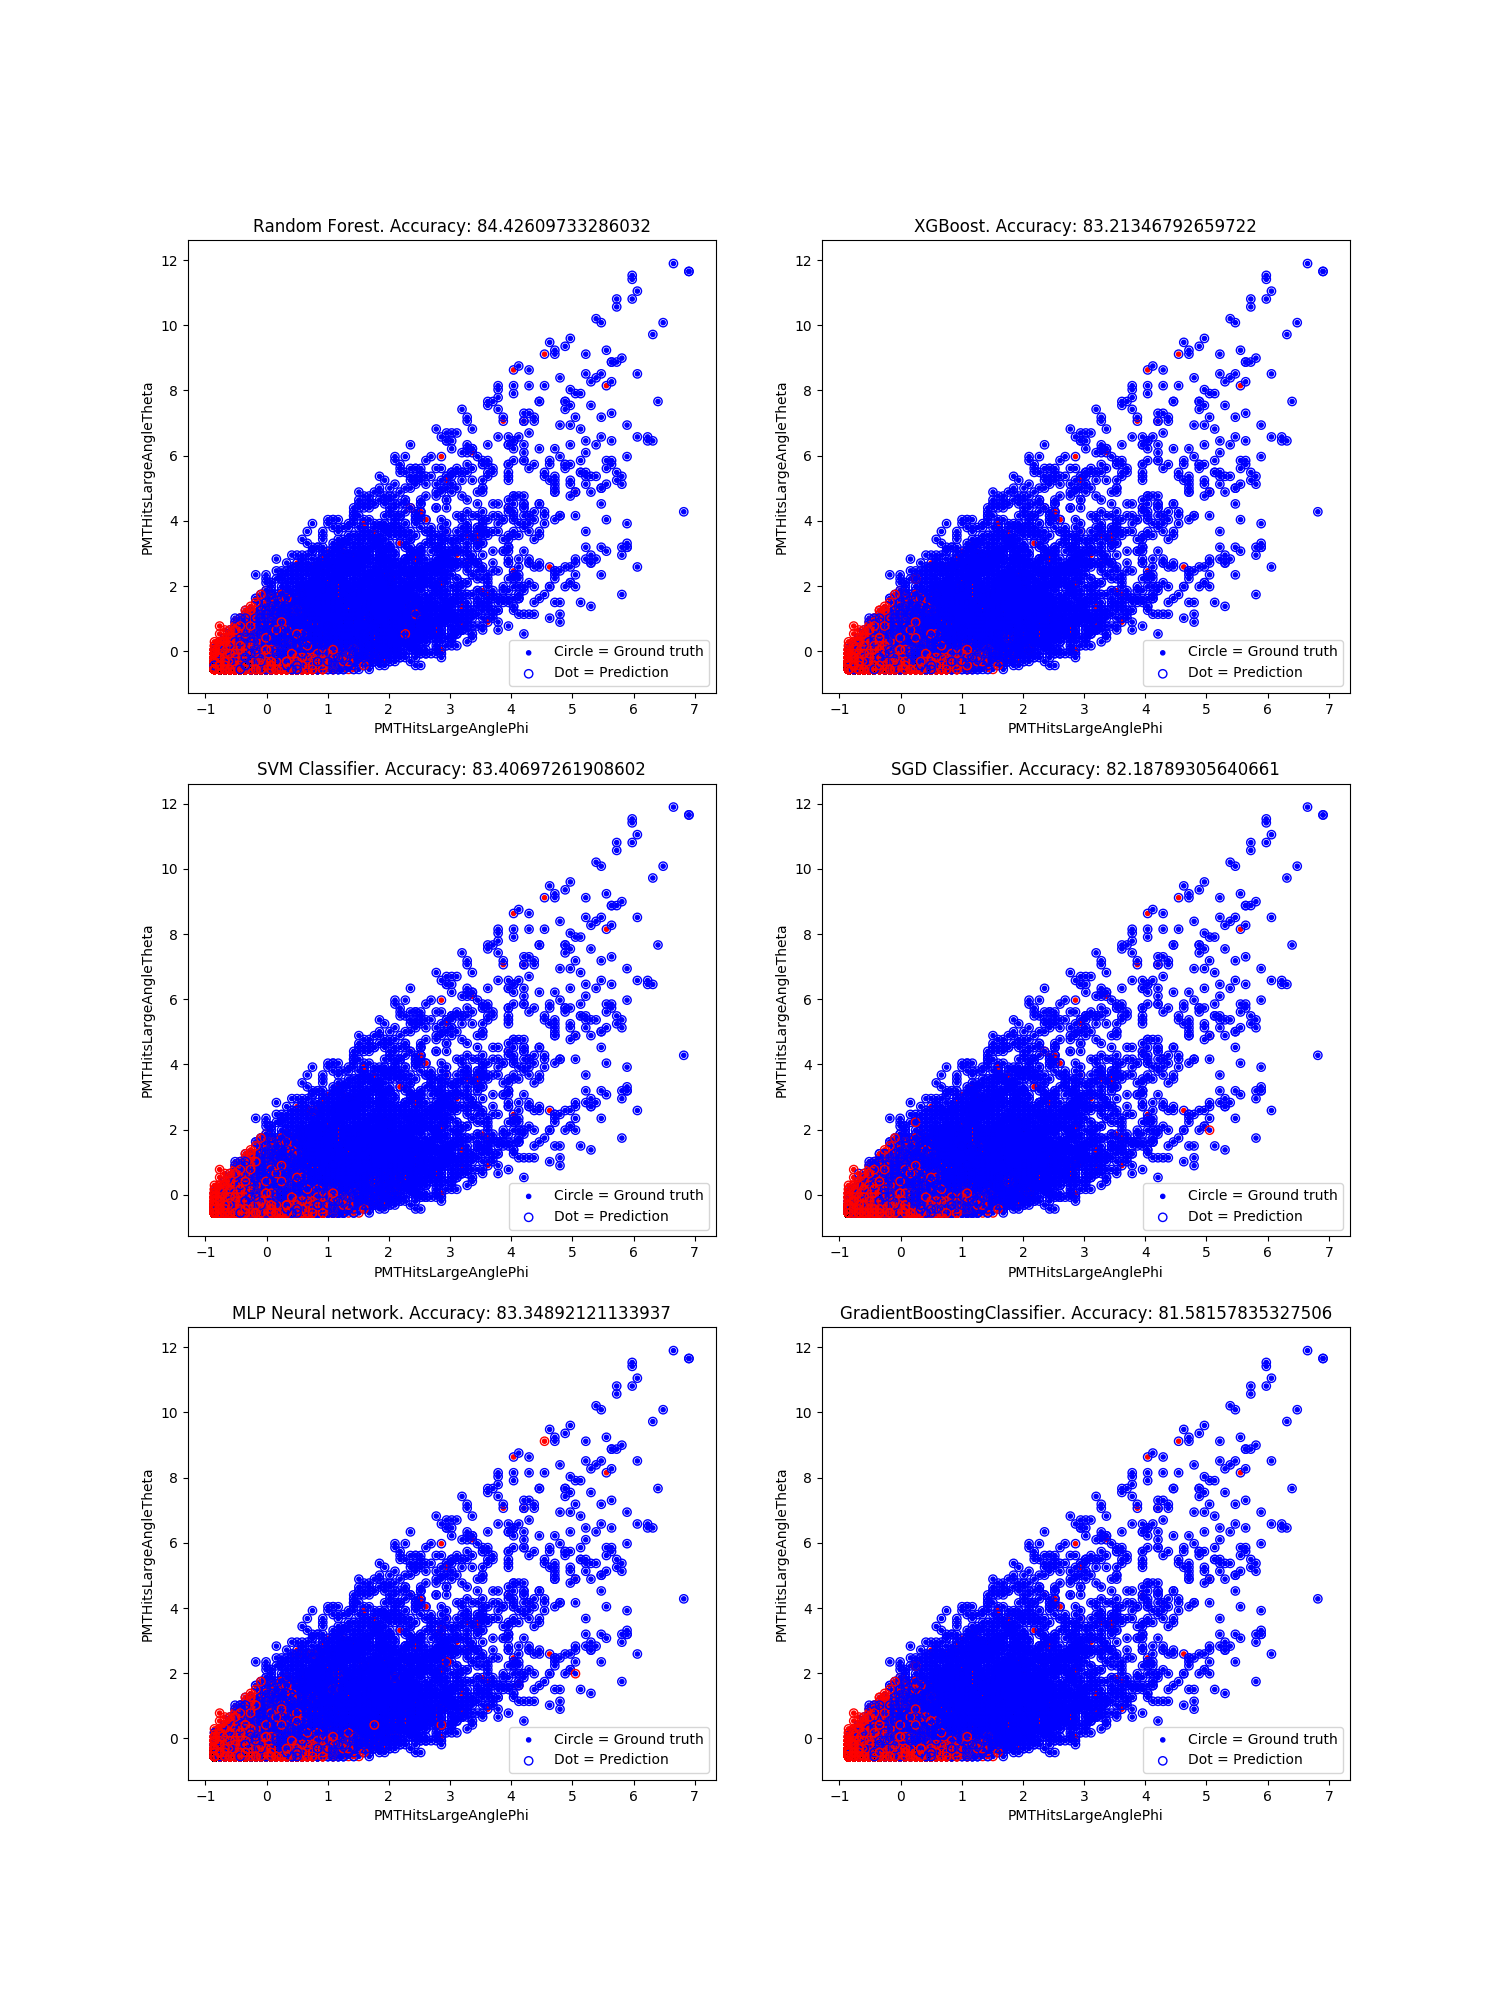 Random Forest. Accuracy: 84.42609733286032
12
10
8
6
4
2
0
PMTHitsLargeAngleTheta
Circle = Ground truth
Dot = Prediction
−1 0 1 2 3 4 5 6 7
PMTHitsLargeAnglePhi
XGBoost. Accuracy: 83.21346792659722
12
10
8
6
4
2
0
PMTHitsLargeAngleTheta
Circle = Ground truth
Dot = Prediction
−1 0 1 2 3 4 5 6 7
PMTHitsLargeAnglePhi
SVM Classifier. Accuracy: 83.40697261908602
12
10
8
6
4
2
0
PMTHitsLargeAngleTheta
Circle = Ground truth
Dot = Prediction
−1 0 1 2 3 4 5 6 7
PMTHitsLargeAnglePhi
SGD Classifier. Accuracy: 82.18789305640661
12
10
8
6
4
2
0
PMTHitsLargeAngleTheta
Circle = Ground truth
Dot = Prediction
−1 0 1 2 3 4 5 6 7
PMTHitsLargeAnglePhi
MLP Neural network. Accuracy: 83.34892121133937
12
10
8
6
4
2
0
PMTHitsLargeAngleTheta
Circle = Ground truth
Dot = Prediction
−1 0 1 2 3 4 5 6 7
PMTHitsLargeAnglePhi
GradientBoostingClassifier. Accuracy: 81.58157835327506
12
10
8
6
4
2
0
PMTHitsLargeAngleTheta
Circle = Ground truth
Dot = Prediction
−1 0 1 2 3 4 5 6 7
PMTHitsLargeAnglePhi